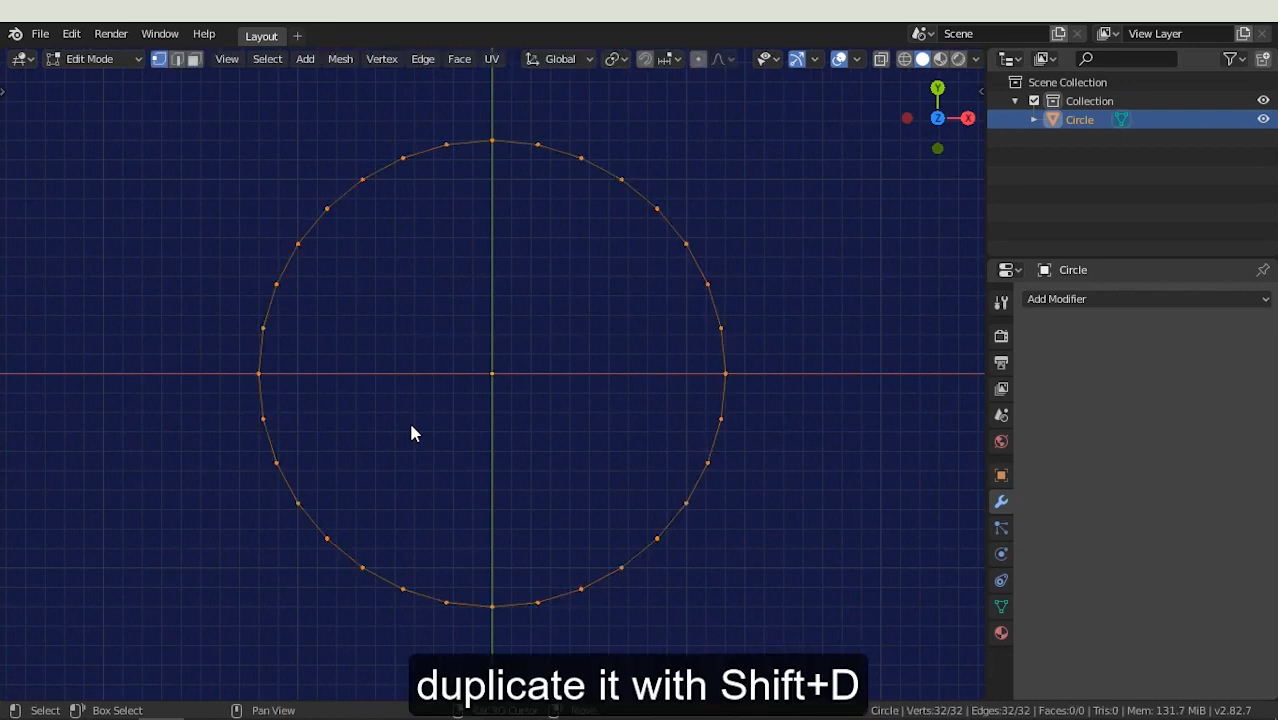 File Edit Render Window Help Layout + Scene View Layer
Edit Mode View Select Add Mesh Vertex Edge Face UV Global
Scene Collection
Collection
Circle
Y
Z X
Circle
Add Modifier
duplicate it with Shift+D
Select Box Select Pan View Circle | Verts:32/32 | Edges:32/32 | Faces:0/0 | Tris:0 | Mem: 131.7 MiB | v2.82.7